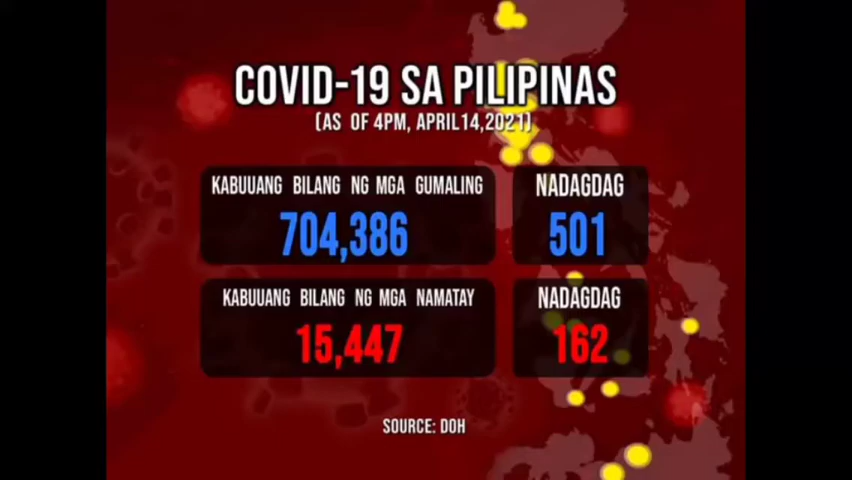 COVID-19 SA PILIPINAS
(AS OF 4PM, APRIL14,2021)
KABUUANG BILANG NG MGA GUMALING
704,386
NADAGDAG
501
KABUUANG BILANG NG MGA NAMATAY
15,447
NADAGDAG
162
SOURCE: DOH